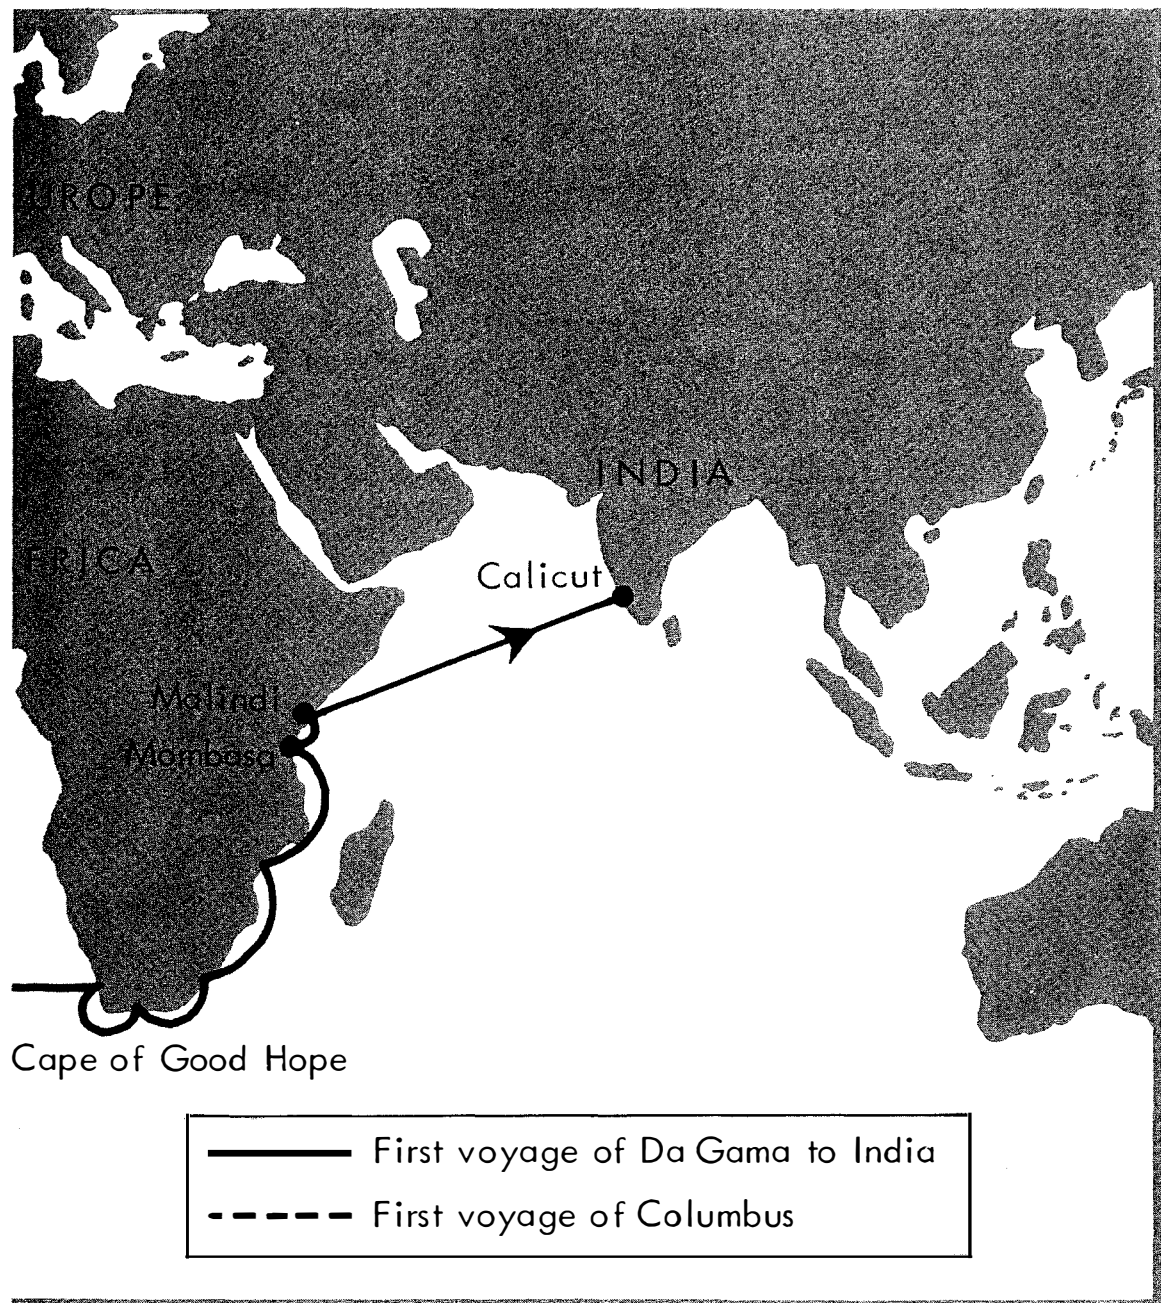 UROPE
INDIA
FRICA
Calicut
Malindi
Mombasa
Cape of Good Hope
First voyage of Da Gama to India
First voyage of Columbus